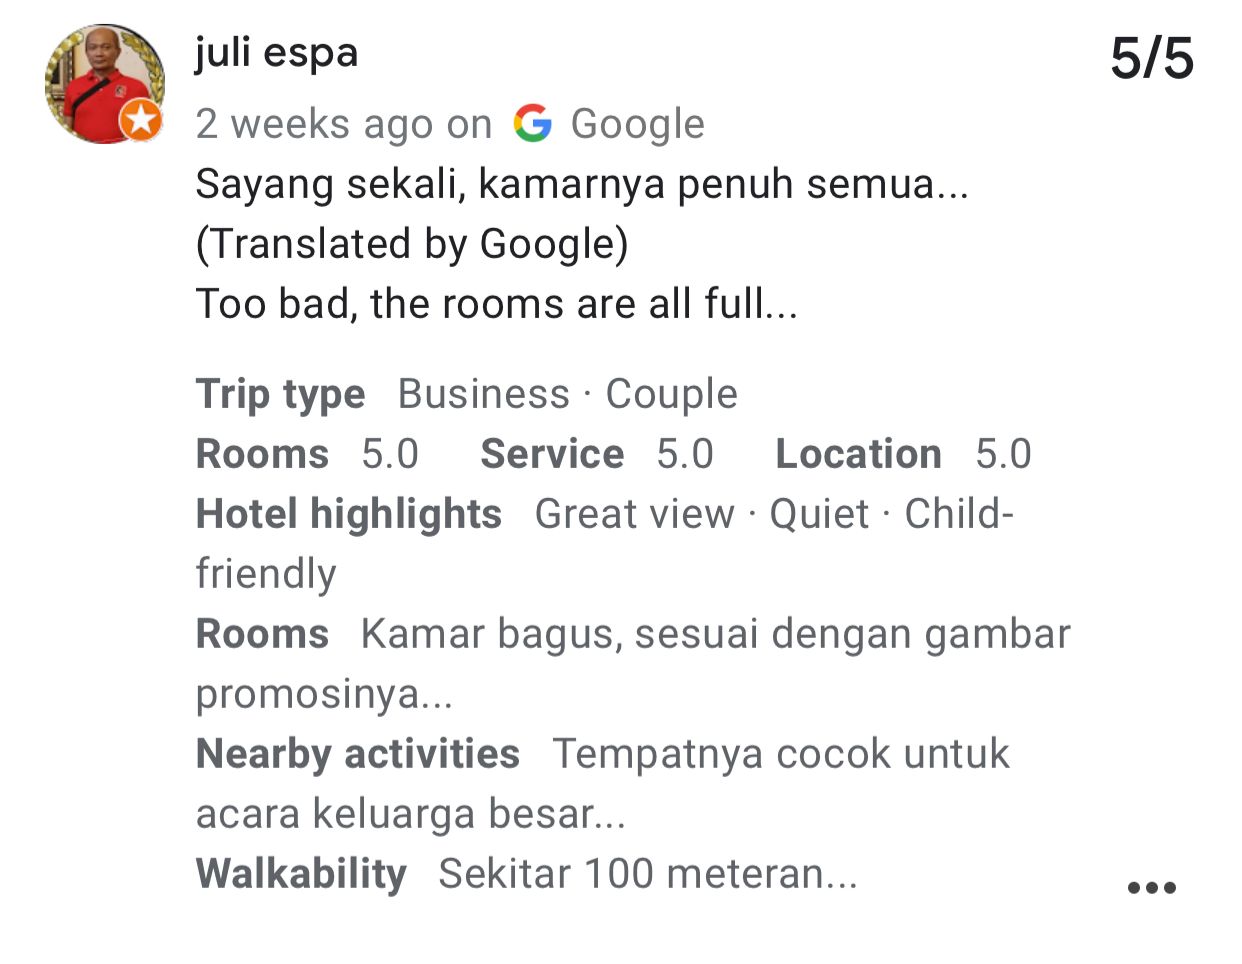 juli espa
5/5
2 weeks ago on Google
Sayang sekali, kamarnya penuh semua...
(Translated by Google)
Too bad, the rooms are all full...
Trip type Business · Couple
Rooms 5.0 Service 5.0 Location 5.0
Hotel highlights Great view · Quiet · Child-
friendly
Rooms Kamar bagus, sesuai dengan gambar
promosinya...
Nearby activities Tempatnya cocok untuk
acara keluarga besar...
Walkability Sekitar 100 meteran...